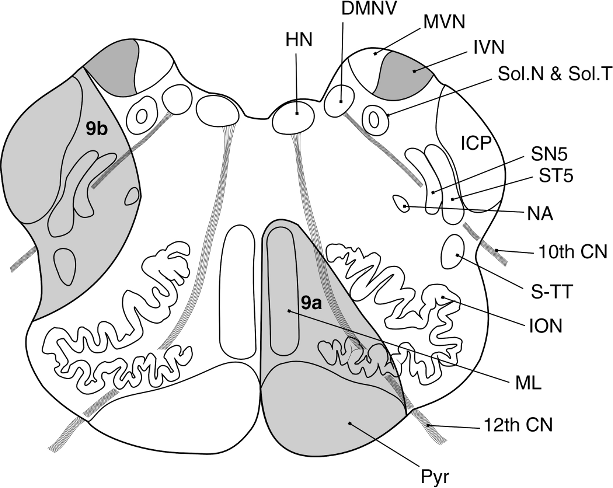 DMNV
MVN
HN
IVN
Sol.N & Sol.T
9b
ICP
SN5
ST5
NA
10th CN
S-TT
9a
ION
ML
12th CN
Pyr